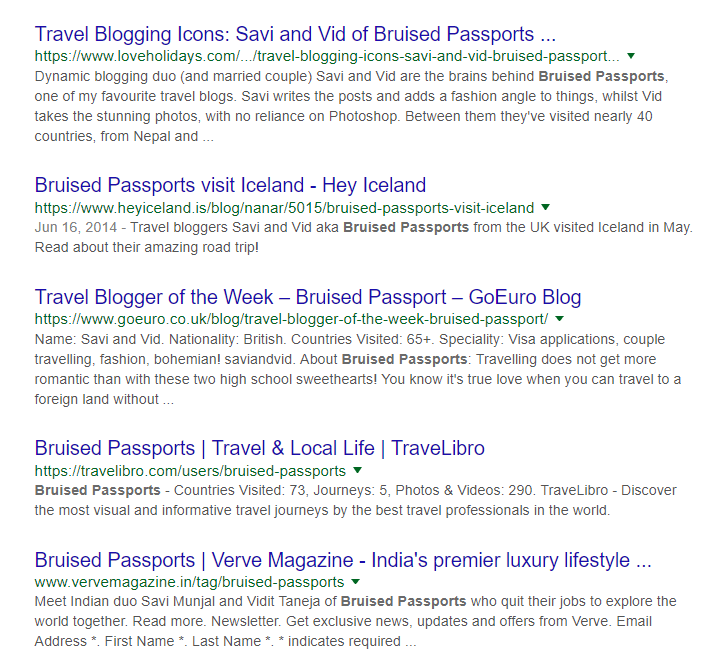 Travel Blogging Icons: Savi and Vid of Bruised Passports ...
https://www.loveholidays.com/.../travel-blogging-icons-savi-and-vid-bruised-passport...
Dynamic blogging duo (and married couple) Savi and Vid are the brains behind Bruised Passports,
one of my favourite travel blogs. Savi writes the posts and adds a fashion angle to things, whilst Vid
takes the stunning photos, with no reliance on Photoshop. Between them they've visited nearly 40
countries, from Nepal and ...
Bruised Passports visit Iceland - Hey Iceland
https://www.heyiceland.is/blog/nanar/5015/bruised-passports-visit-iceland
Jun 16, 2014 - Travel bloggers Savi and Vid aka Bruised Passports from the UK visited Iceland in May.
Read about their amazing road trip!
Travel Blogger of the Week – Bruised Passport – GoEuro Blog
https://www.goeuro.co.uk/blog/travel-blogger-of-the-week-bruised-passport/
Name: Savi and Vid. Nationality: British. Countries Visited: 65+. Speciality: Visa applications, couple
travelling, fashion, bohemian! saviandvid. About Bruised Passports: Travelling does not get more
romantic than with these two high school sweethearts! You know it's true love when you can travel to a
foreign land without ...
Bruised Passports | Travel & Local Life | TraveLibro
https://travelibro.com/users/bruised-passports
Bruised Passports - Countries Visited: 73, Journeys: 5, Photos & Videos: 290. TraveLibro - Discover
the most visual and informative travel journeys by the best travel professionals in the world.
Bruised Passports | Verve Magazine - India's premier luxury lifestyle ...
www.vervemagazine.in/tag/bruised-passports
Meet Indian duo Savi Munjal and Vidit Taneja of Bruised Passports who quit their jobs to explore the
world together. Read more. Newsletter. Get exclusive news, updates and offers from Verve. Email
Address *. First Name *. Last Name *. * indicates required ...